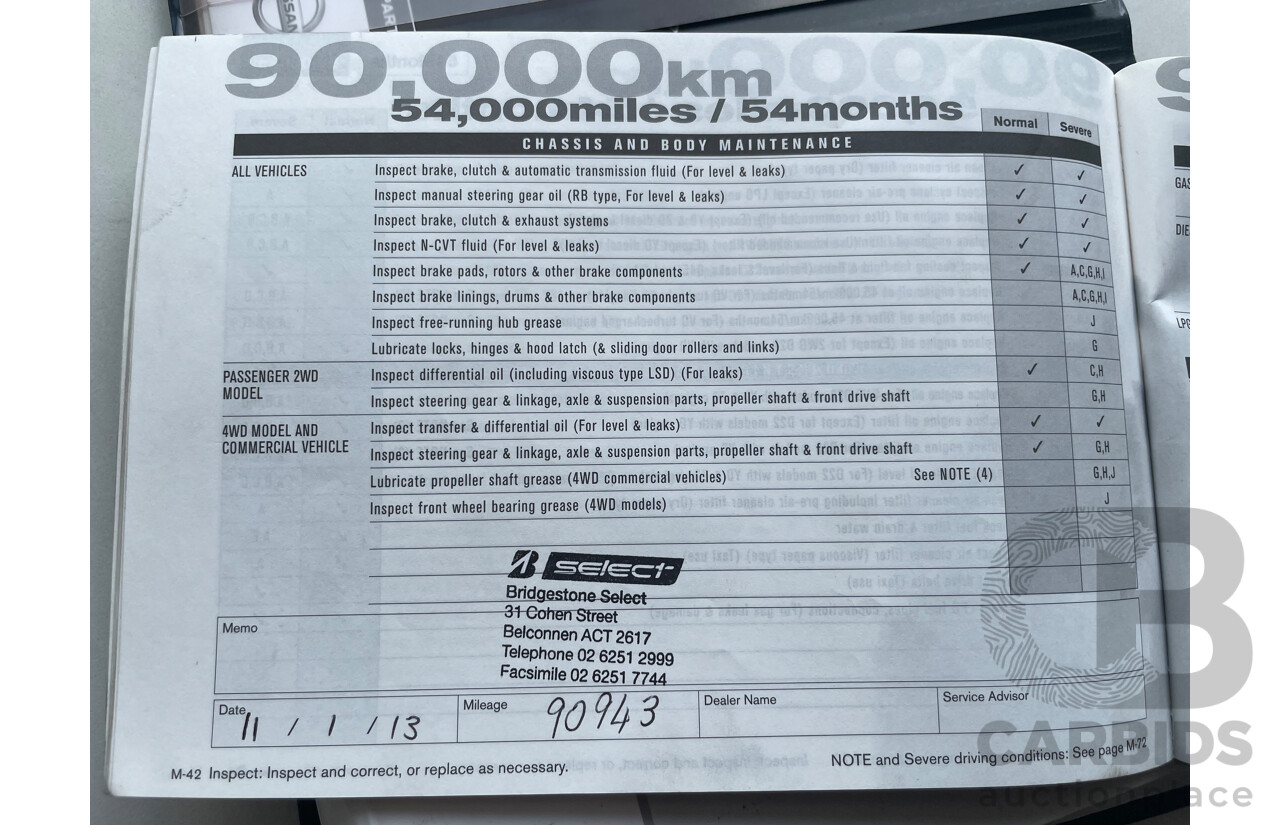 NISSAN
PART
90,000km
54,000miles / 54months
Normal
Severe
CHASSIS AND BODY MAINTENANCE
ALL VEHICLES
Inspect brake, clutch & automatic transmission fluid (For level & leaks) ✓ ✓
Inspect manual steering gear oil (RB type, For level & leaks) ✓ ✓
Inspect brake, clutch & exhaust systems ✓ ✓
Inspect N-CVT fluid (For level & leaks) ✓ ✓
Inspect brake pads, rotors & other brake components ✓ A,C,G,H,I
Inspect brake linings, drums & other brake components A,C,G,H,I
Inspect free-running hub grease J
Lubricate locks, hinges & hood latch (& sliding door rollers and links) G
PASSENGER 2WD
MODEL
Inspect differential oil (including viscous type LSD) (For leaks) ✓ C,H
Inspect steering gear & linkage, axle & suspension parts, propeller shaft & front drive shaft G,H
4WD MODEL AND
COMMERCIAL VEHICLE
Inspect transfer & differential oil (For level & leaks) ✓ ✓
Inspect steering gear & linkage, axle & suspension parts, propeller shaft & front drive shaft ✓ G,H
Lubricate propeller shaft grease (4WD commercial vehicles) See NOTE (4) G,H,J
Inspect front wheel bearing grease (4WD models) J
B SELECT
Bridgestone Select
31 Cohen Street
Belconnen ACT 2617
Telephone 02 6251 2999
Facsimile 02 6251 7744
Memo
Date 11 / 1 / 13
Mileage 90943
Dealer Name
Service Advisor
M-42 Inspect: Inspect and correct, or replace as necessary.
NOTE and Severe driving conditions: See page M-72
GAS
DIE
LPG
CARBIDS